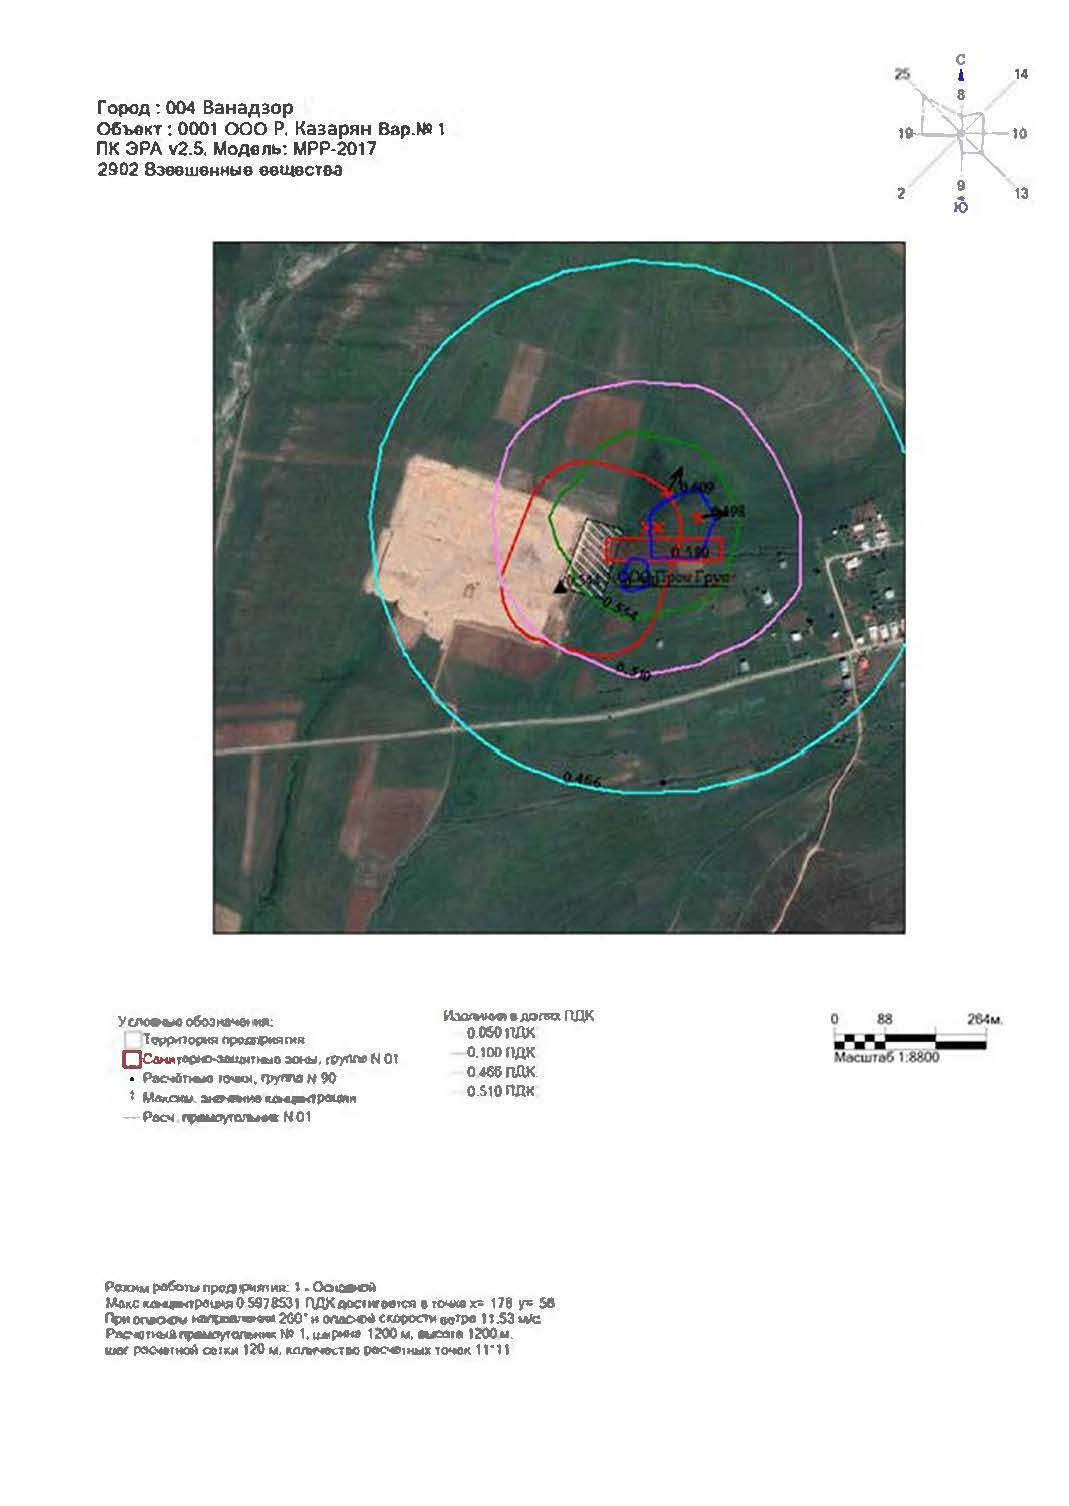 С
25
14
8
19
10
2
9
13
Ю
Город : 004 Ванадзор
Объект : 0001 ООО Р. Казарян Вар.№ 1
ПК ЭРА v2.5, Модель: МРР-2017
2902 Взвешенные вещества
0.609
0.498
0.554
0.510
0.466
Условные обозначения:
Территория предприятия
Санитарно-защитные зоны, группа N 01
Расчётные точки, группа N 90
Максим. значение концентрации
Расч. прямоугольник N 01
Изолинии в долях ПДК
0.050 ПДК
0.100 ПДК
0.466 ПДК
0.510 ПДК
0 88 264м.
Масштаб 1:8800
Режим работы предприятия: 1 - Основной
Макс концентрация 0.5978531 ПДК достигается в точке x= 178 y= 56
При опасном направлении 260° и опасной скорости ветра 11.53 м/с
Расчетный прямоугольник № 1, ширина 1200 м, высота 1200 м,
шаг расчетной сетки 120 м, количество расчетных точек 11*11